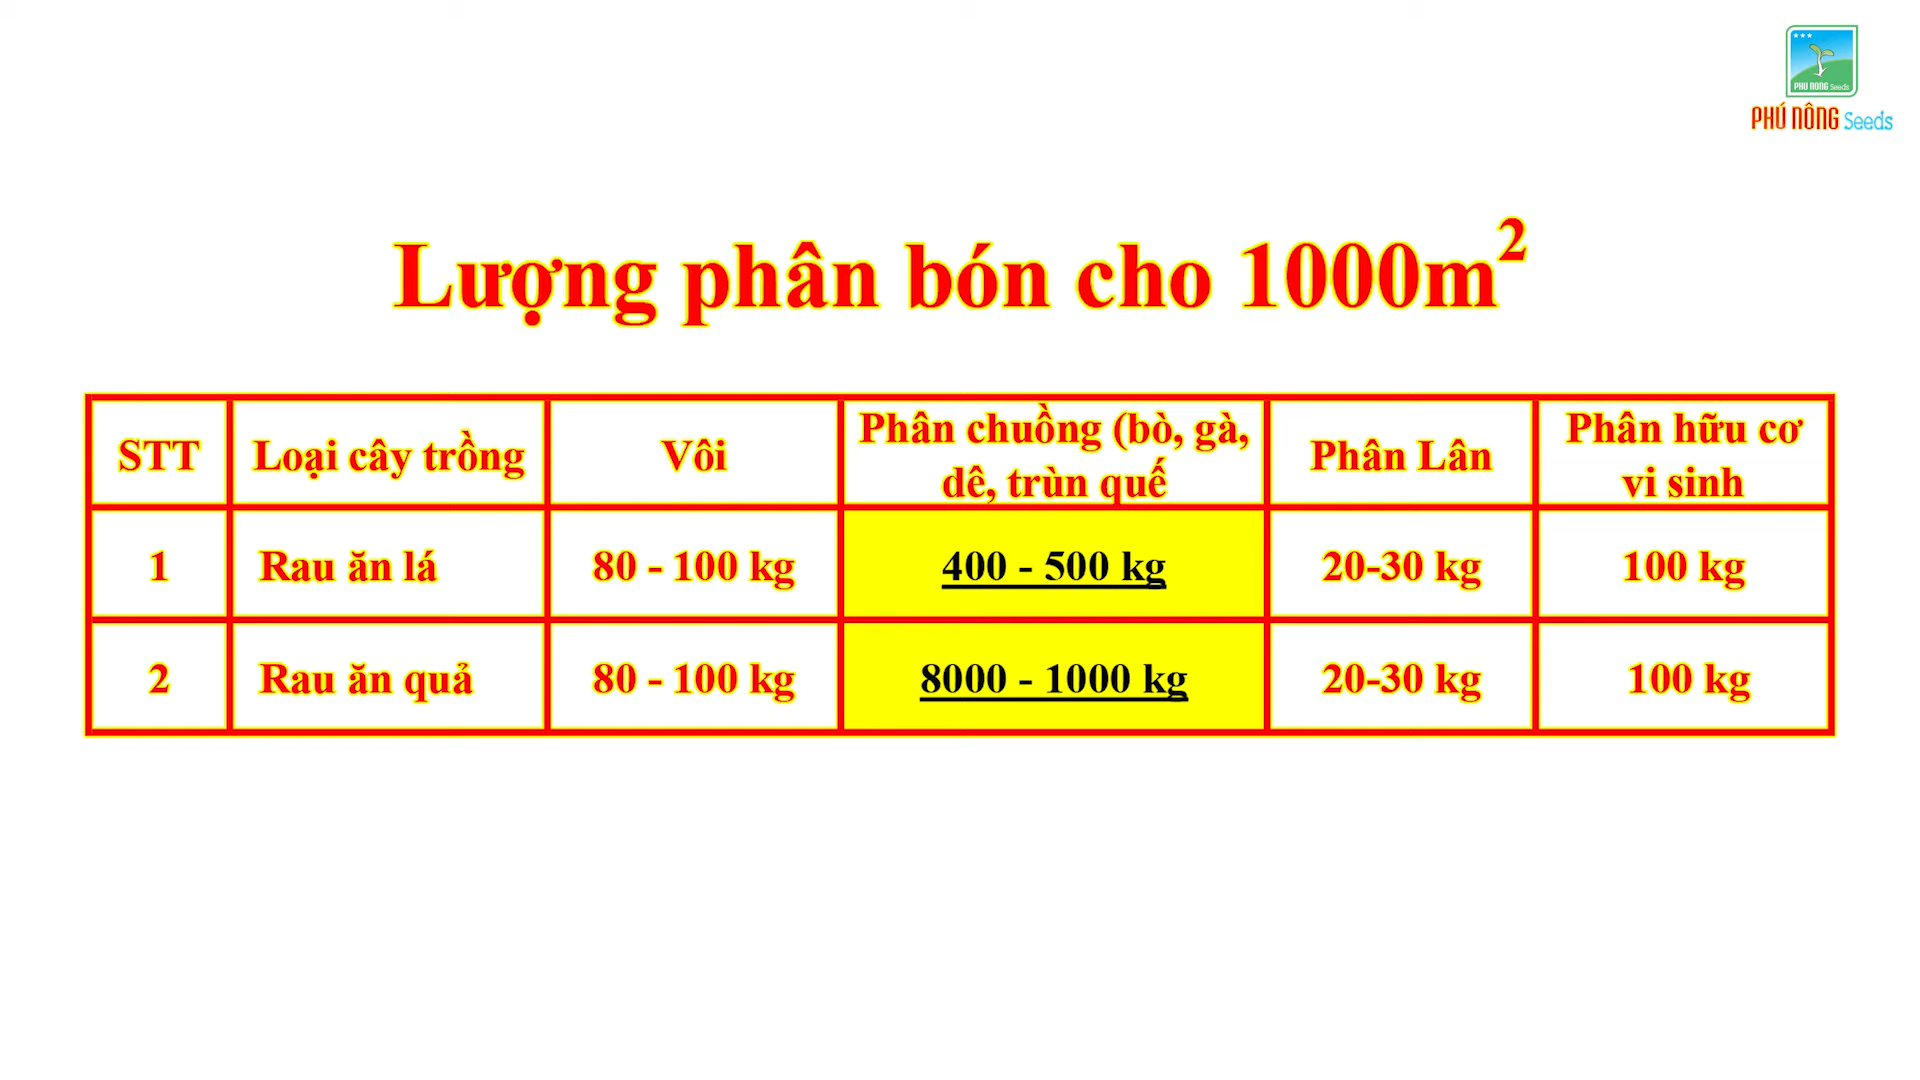 PHU NONG Seeds
PHÚ NÔNG Seeds
Lượng phân bón cho 1000m²
STT
Loại cây trồng
Vôi
Phân chuồng (bò, gà,
dê, trùn quế
Phân Lân
Phân hữu cơ
vi sinh
1
Rau ăn lá
80 - 100 kg
400 - 500 kg
20-30 kg
100 kg
2
Rau ăn quả
80 - 100 kg
8000 - 1000 kg
20-30 kg
100 kg